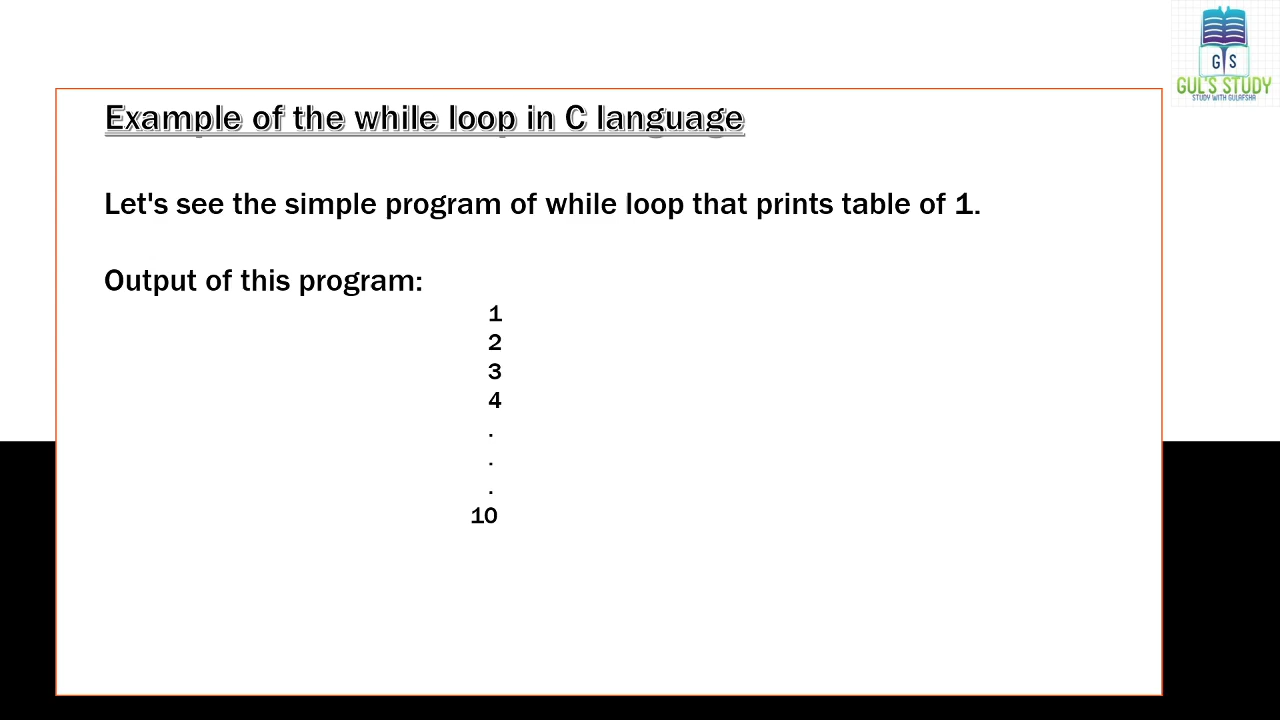 G S
GUL'S STUDY
STUDY WITH GULAFSHA
Example of the while loop in C language
Let's see the simple program of while loop that prints table of 1.
Output of this program:
1
2
3
4
.
.
.
10